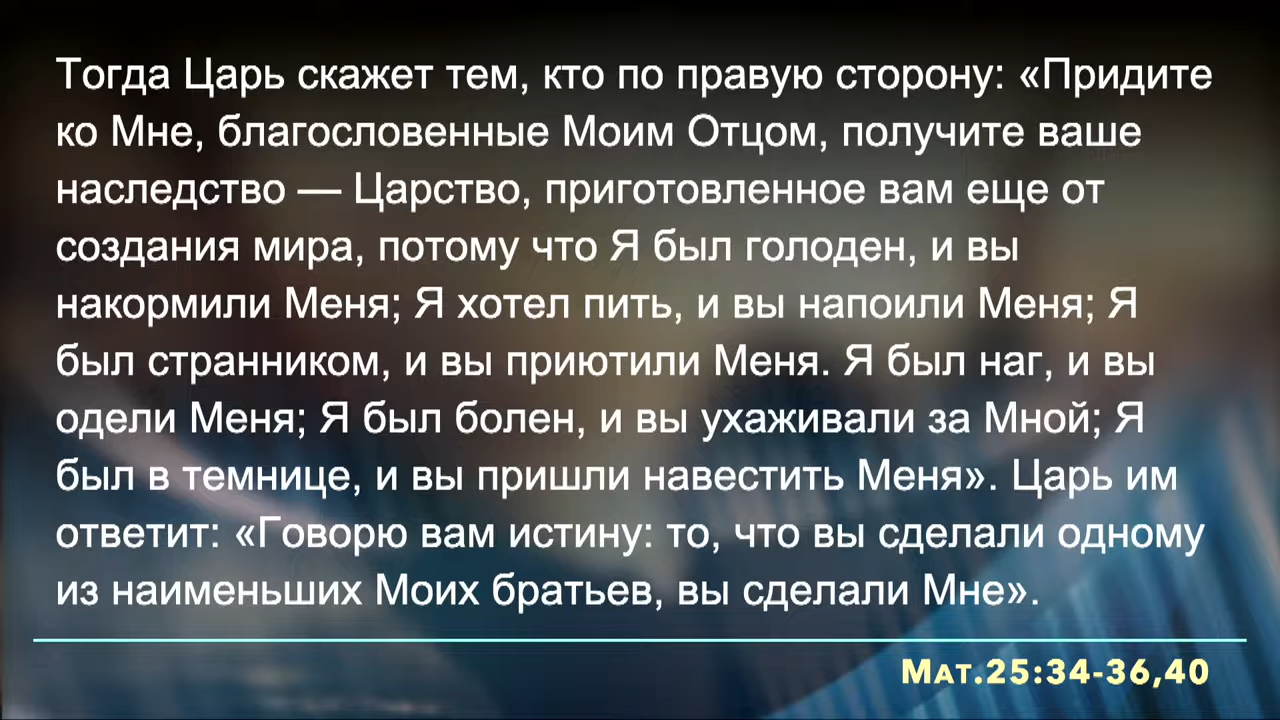 Тогда Царь скажет тем, кто по правую сторону: «Придите
ко Мне, благословенные Моим Отцом, получите ваше
наследство — Царство, приготовленное вам еще от
создания мира, потому что Я был голоден, и вы
накормили Меня; Я хотел пить, и вы напоили Меня; Я
был странником, и вы приютили Меня. Я был наг, и вы
одели Меня; Я был болен, и вы ухаживали за Мной; Я
был в темнице, и вы пришли навестить Меня». Царь им
ответит: «Говорю вам истину: то, что вы сделали одному
из наименьших Моих братьев, вы сделали Мне».
Мат.25:34-36,40